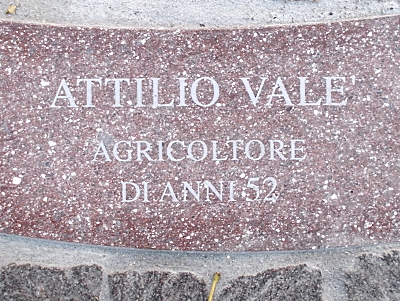 ATTILIO VALE'
AGRICOLTORE
DI ANNI 52